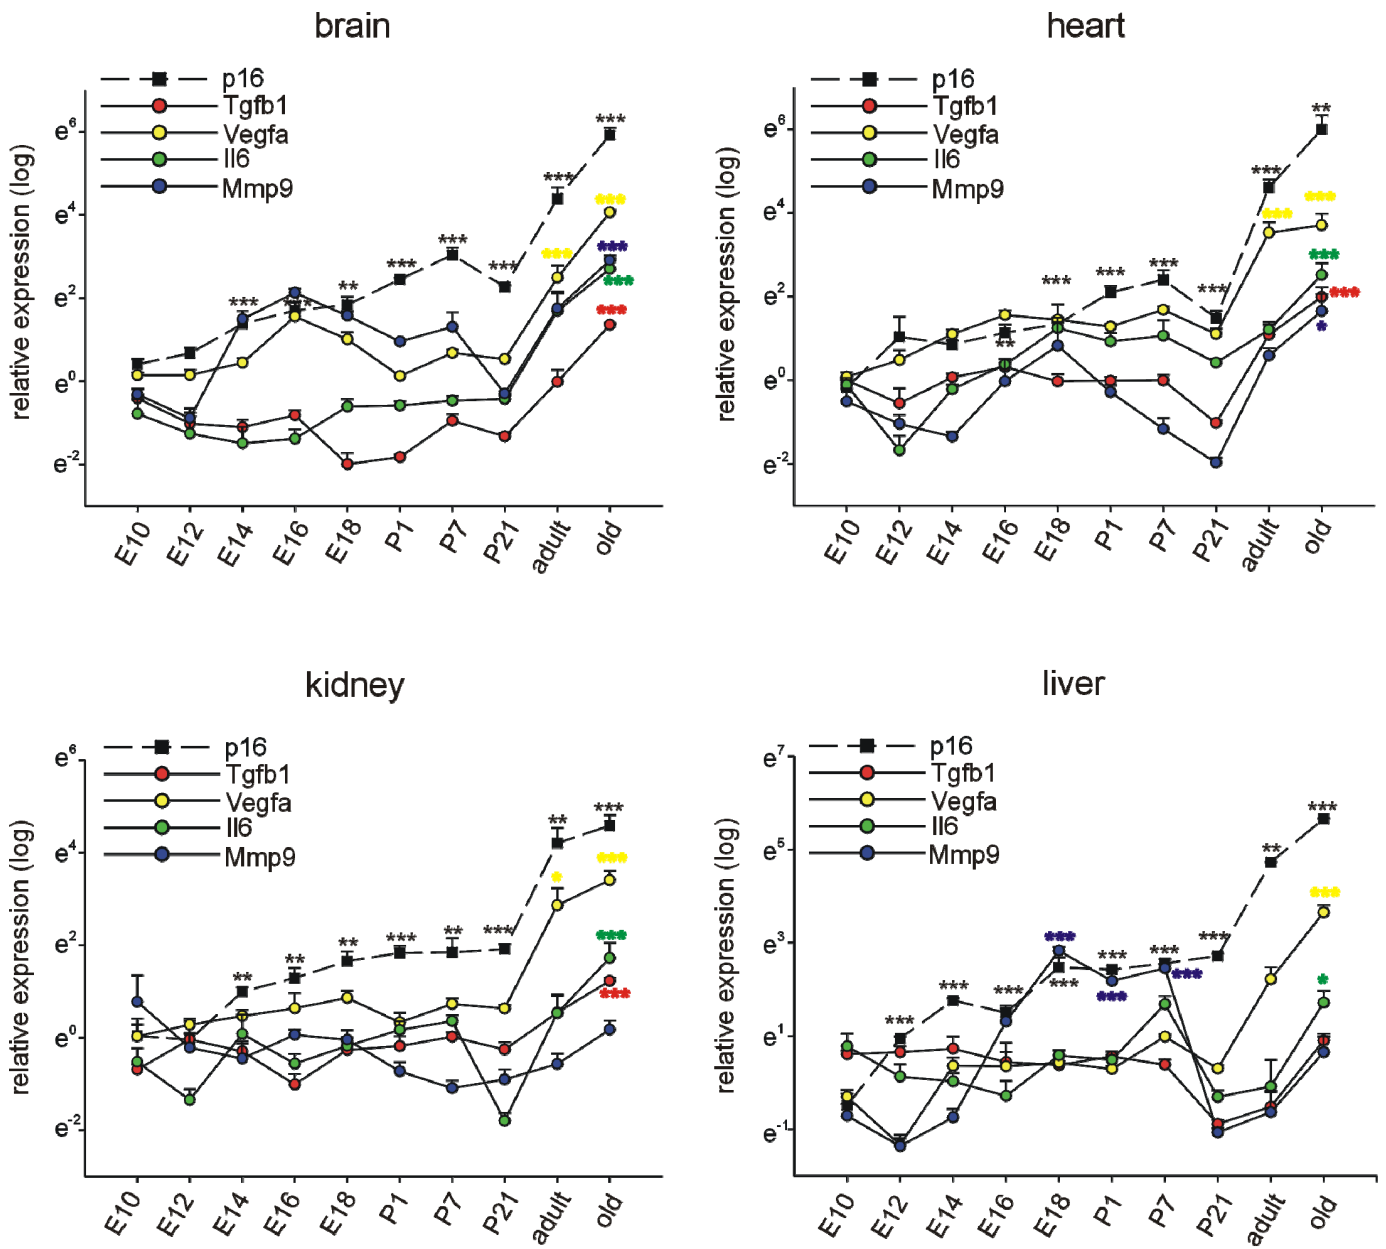 brain
p16
Tgfb1
Vegfa
Il6
Mmp9
relative expression (log)
e6
e4
e2
e0
e-2
***
**
***
***
***
***
***
***
***
***
***
***
***
E10 E12 E14 E16 E18 P1 P7 P21 adult old
heart
p16
Tgfb1
Vegfa
Il6
Mmp9
relative expression (log)
e6
e4
e2
e0
e-2
**
***
***
***
***
***
***
***
***
***
**
*
E10 E12 E14 E16 E18 P1 P7 P21 adult old
kidney
p16
Tgfb1
Vegfa
Il6
Mmp9
relative expression (log)
e6
e4
e2
e0
e-2
**
**
**
***
**
***
**
***
*
***
***
***
E10 E12 E14 E16 E18 P1 P7 P21 adult old
liver
p16
Tgfb1
Vegfa
Il6
Mmp9
relative expression (log)
e7
e5
e3
e1
e-1
***
***
***
***
***
***
***
***
***
***
**
***
***
*
E10 E12 E14 E16 E18 P1 P7 P21 adult old